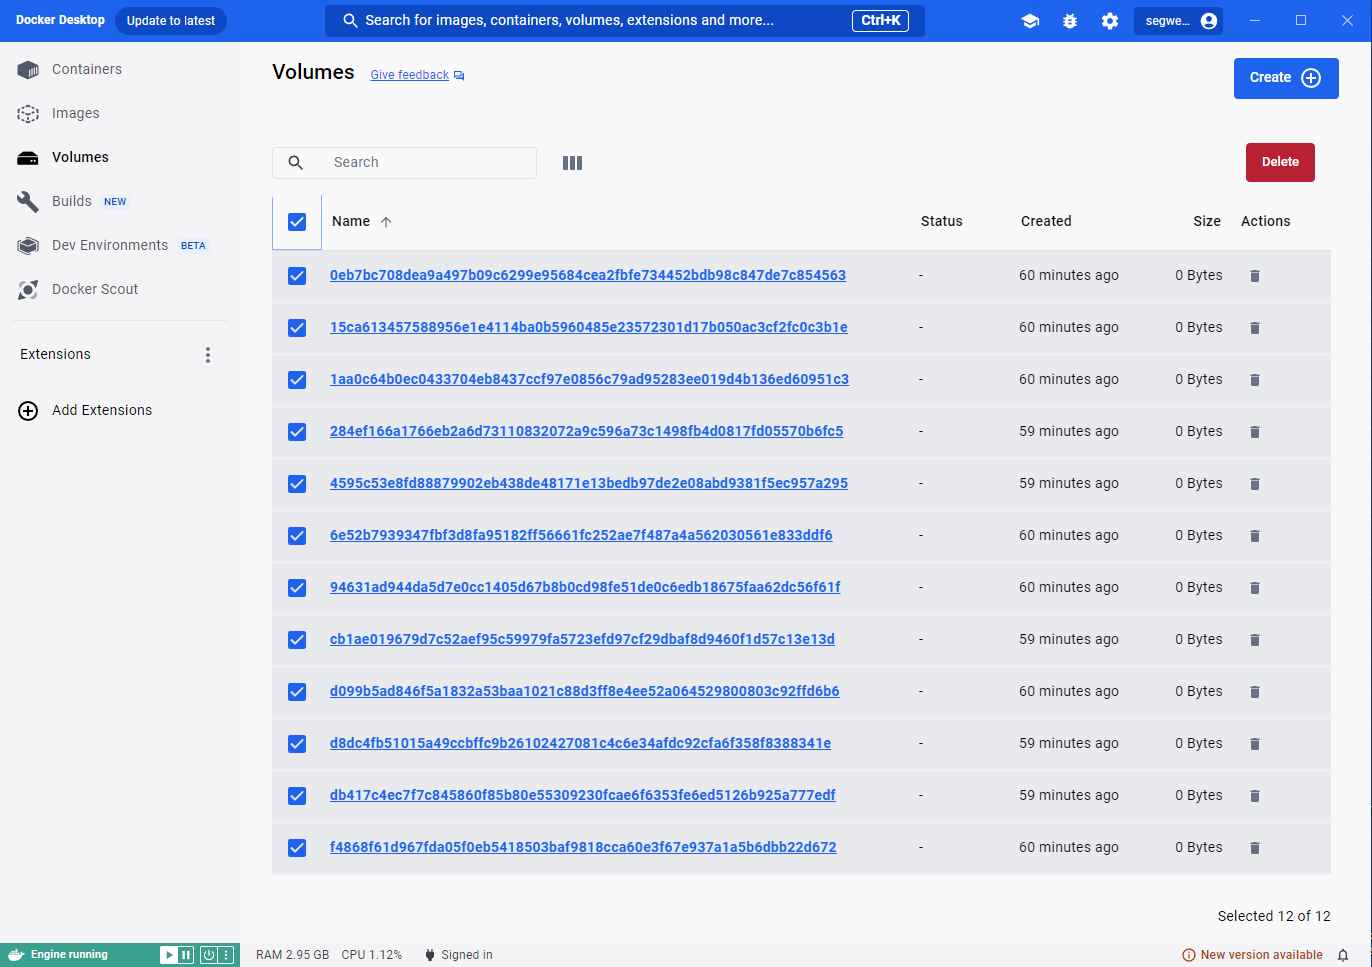 Docker Desktop Update to latest Search for images, containers, volumes, extensions and more... Ctrl+K segwe...
Containers
Images
Volumes
Builds NEW
Dev Environments BETA
Docker Scout
Extensions
Add Extensions
Volumes Give feedback
Create
Search
Delete
Name Status Created Size Actions
0eb7bc708dea9a497b09c6299e95684cea2fbfe734452bdb98c847de7c854563 - 60 minutes ago 0 Bytes
15ca613457588956e1e4114ba0b5960485e23572301d17b050ac3cf2fc0c3b1e - 60 minutes ago 0 Bytes
1aa0c64b0ec0433704eb8437ccf97e0856c79ad95283ee019d4b136ed60951c3 - 60 minutes ago 0 Bytes
284ef166a1766eb2a6d73110832072a9c596a73c1498fb4d0817fd05570b6fc5 - 59 minutes ago 0 Bytes
4595c53e8fd88879902eb438de48171e13bedb97de2e08abd9381f5ec957a295 - 59 minutes ago 0 Bytes
6e52b7939347fbf3d8fa95182ff56661fc252ae7f487a4a562030561e833ddf6 - 60 minutes ago 0 Bytes
94631ad944da5d7e0cc1405d67b8b0cd98fe51de0c6edb18675faa62dc56f61f - 60 minutes ago 0 Bytes
cb1ae019679d7c52aef95c59979fa5723efd97cf29dbaf8d9460f1d57c13e13d - 59 minutes ago 0 Bytes
d099b5ad846f5a1832a53baa1021c88d3ff8e4ee52a064529800803c92ffd6b6 - 60 minutes ago 0 Bytes
d8dc4fb51015a49ccbffc9b26102427081c4c6e34afdc92cfa6f358f8388341e - 59 minutes ago 0 Bytes
db417c4ec7f7c845860f85b80e55309230fcae6f6353fe6ed5126b925a777edf - 59 minutes ago 0 Bytes
f4868f61d967fda05f0eb5418503baf9818cca60e3f67e937a1a5b6dbb22d672 - 60 minutes ago 0 Bytes
Selected 12 of 12
Engine running RAM 2.95 GB CPU 1.12% Signed in New version available